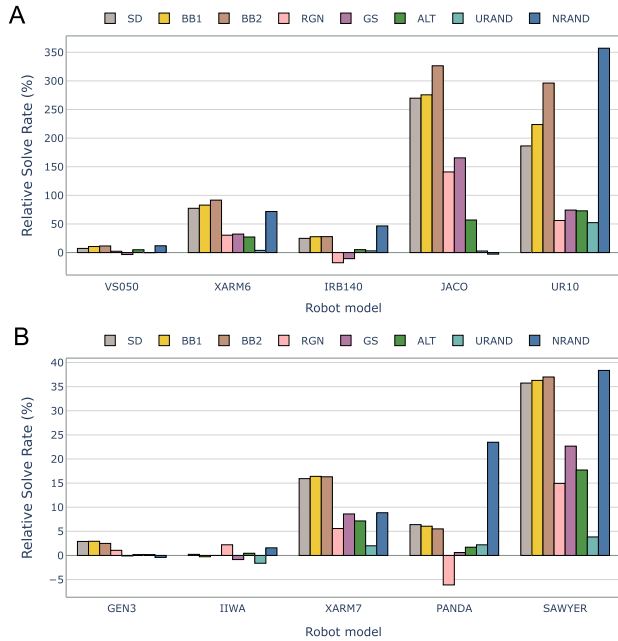 A
SD BB1 BB2 RGN GS ALT URAND NRAND
Relative Solve Rate (%)
350
300
250
200
150
100
50
0
VS050 XARM6 IRB140 JACO UR10
Robot model
B
SD BB1 BB2 RGN GS ALT URAND NRAND
Relative Solve Rate (%)
40
35
30
25
20
15
10
5
0
−5
GEN3 IIWA XARM7 PANDA SAWYER
Robot model